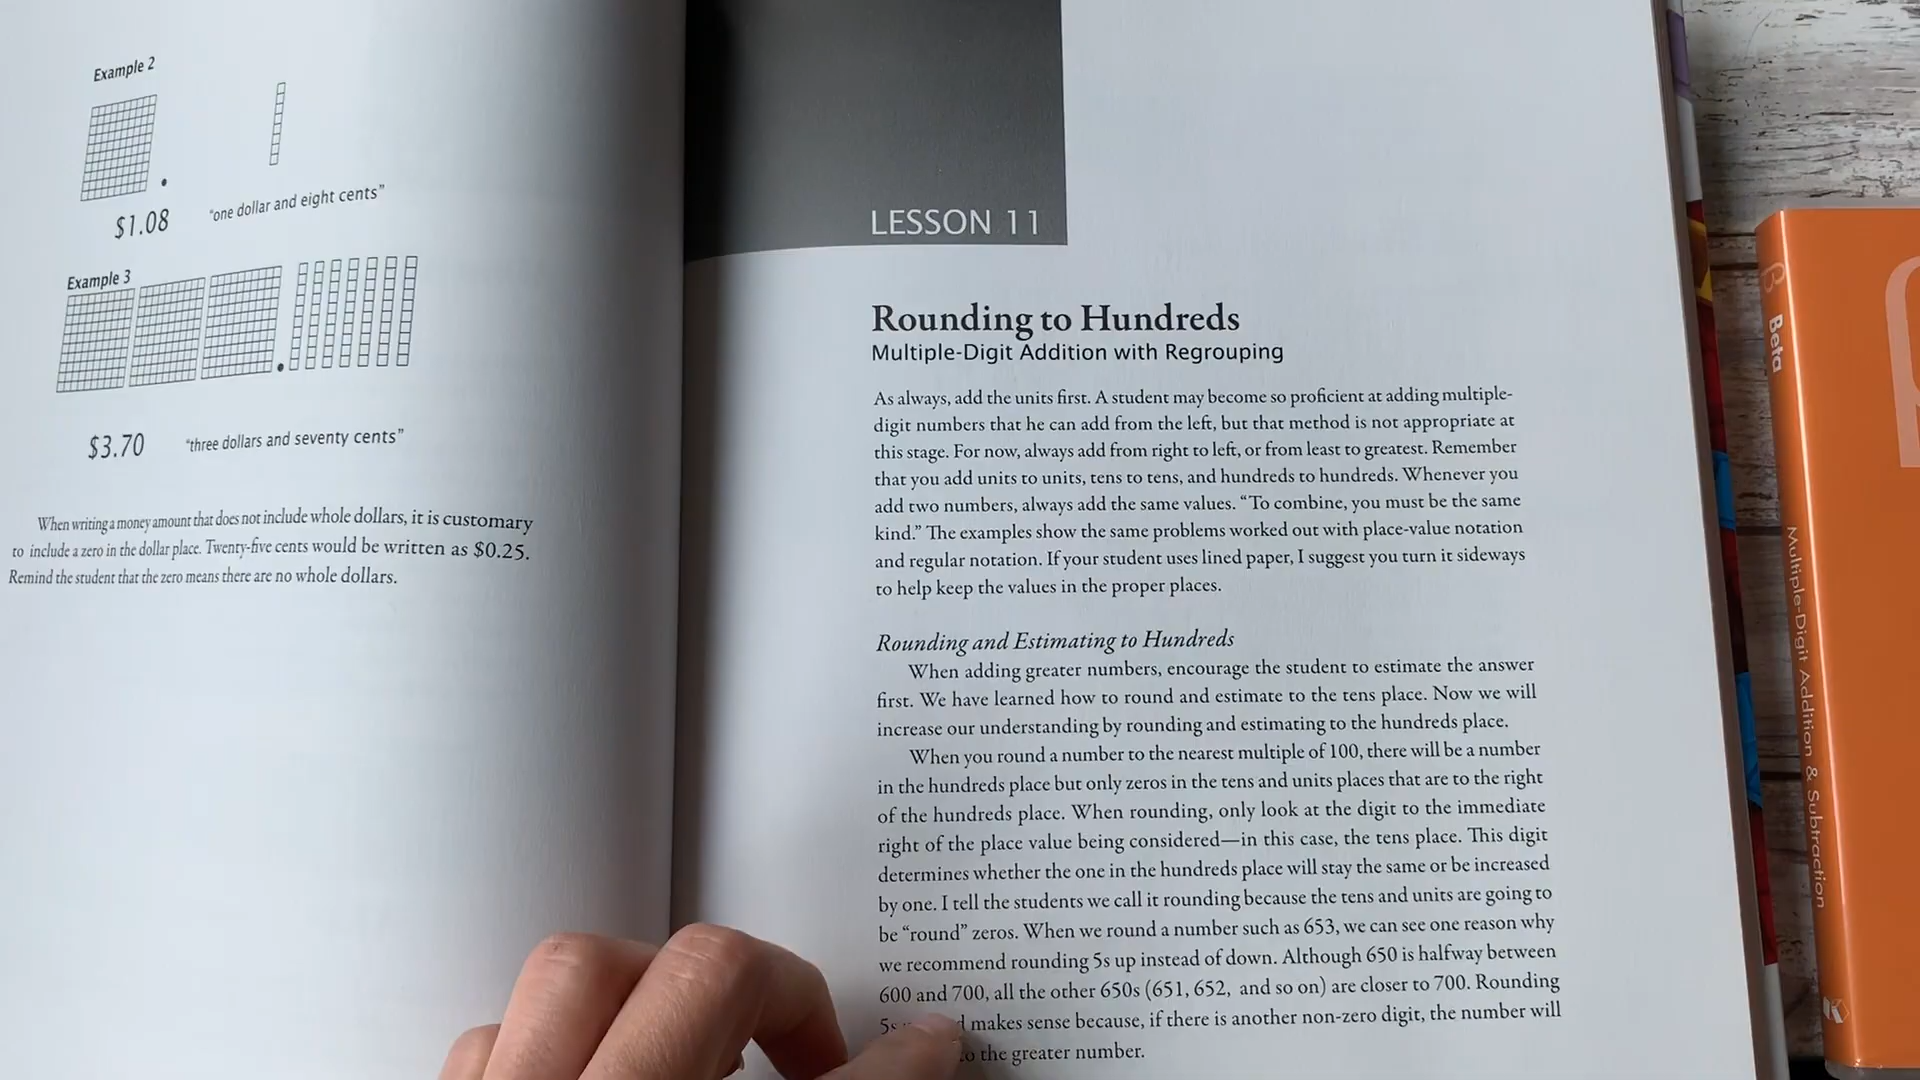 Example 2
$1.08
"one dollar and eight cents"
Example 3
$3.70
"three dollars and seventy cents"
When writing a money amount that does not include whole dollars, it is customary
to include a zero in the dollar place. Twenty-five cents would be written as $0.25.
Remind the student that the zero means there are no whole dollars.
LESSON 11
Rounding to Hundreds
Multiple-Digit Addition with Regrouping
As always, add the units first. A student may become so proficient at adding multiple-
digit numbers that he can add from the left, but that method is not appropriate at
this stage. For now, always add from right to left, or from least to greatest. Remember
that you add units to units, tens to tens, and hundreds to hundreds. Whenever you
add two numbers, always add the same values. “To combine, you must be the same
kind.” The examples show the same problems worked out with place-value notation
and regular notation. If your student uses lined paper, I suggest you turn it sideways
to help keep the values in the proper places.
Rounding and Estimating to Hundreds
When adding greater numbers, encourage the student to estimate the answer
first. We have learned how to round and estimate to the tens place. Now we will
increase our understanding by rounding and estimating to the hundreds place.
When you round a number to the nearest multiple of 100, there will be a number
in the hundreds place but only zeros in the tens and units places that are to the right
of the hundreds place. When rounding, only look at the digit to the immediate
right of the place value being considered—in this case, the tens place. This digit
determines whether the one in the hundreds place will stay the same or be increased
by one. I tell the students we call it rounding because the tens and units are going to
be “round” zeros. When we round a number such as 653, we can see one reason why
we recommend rounding 5s up instead of down. Although 650 is halfway between
600 and 700, all the other 650s (651, 652, and so on) are closer to 700. Rounding
5s makes sense because, if there is another non-zero digit, the number will
the greater number.
Beta
Multiple-Digit Addition & Subtraction